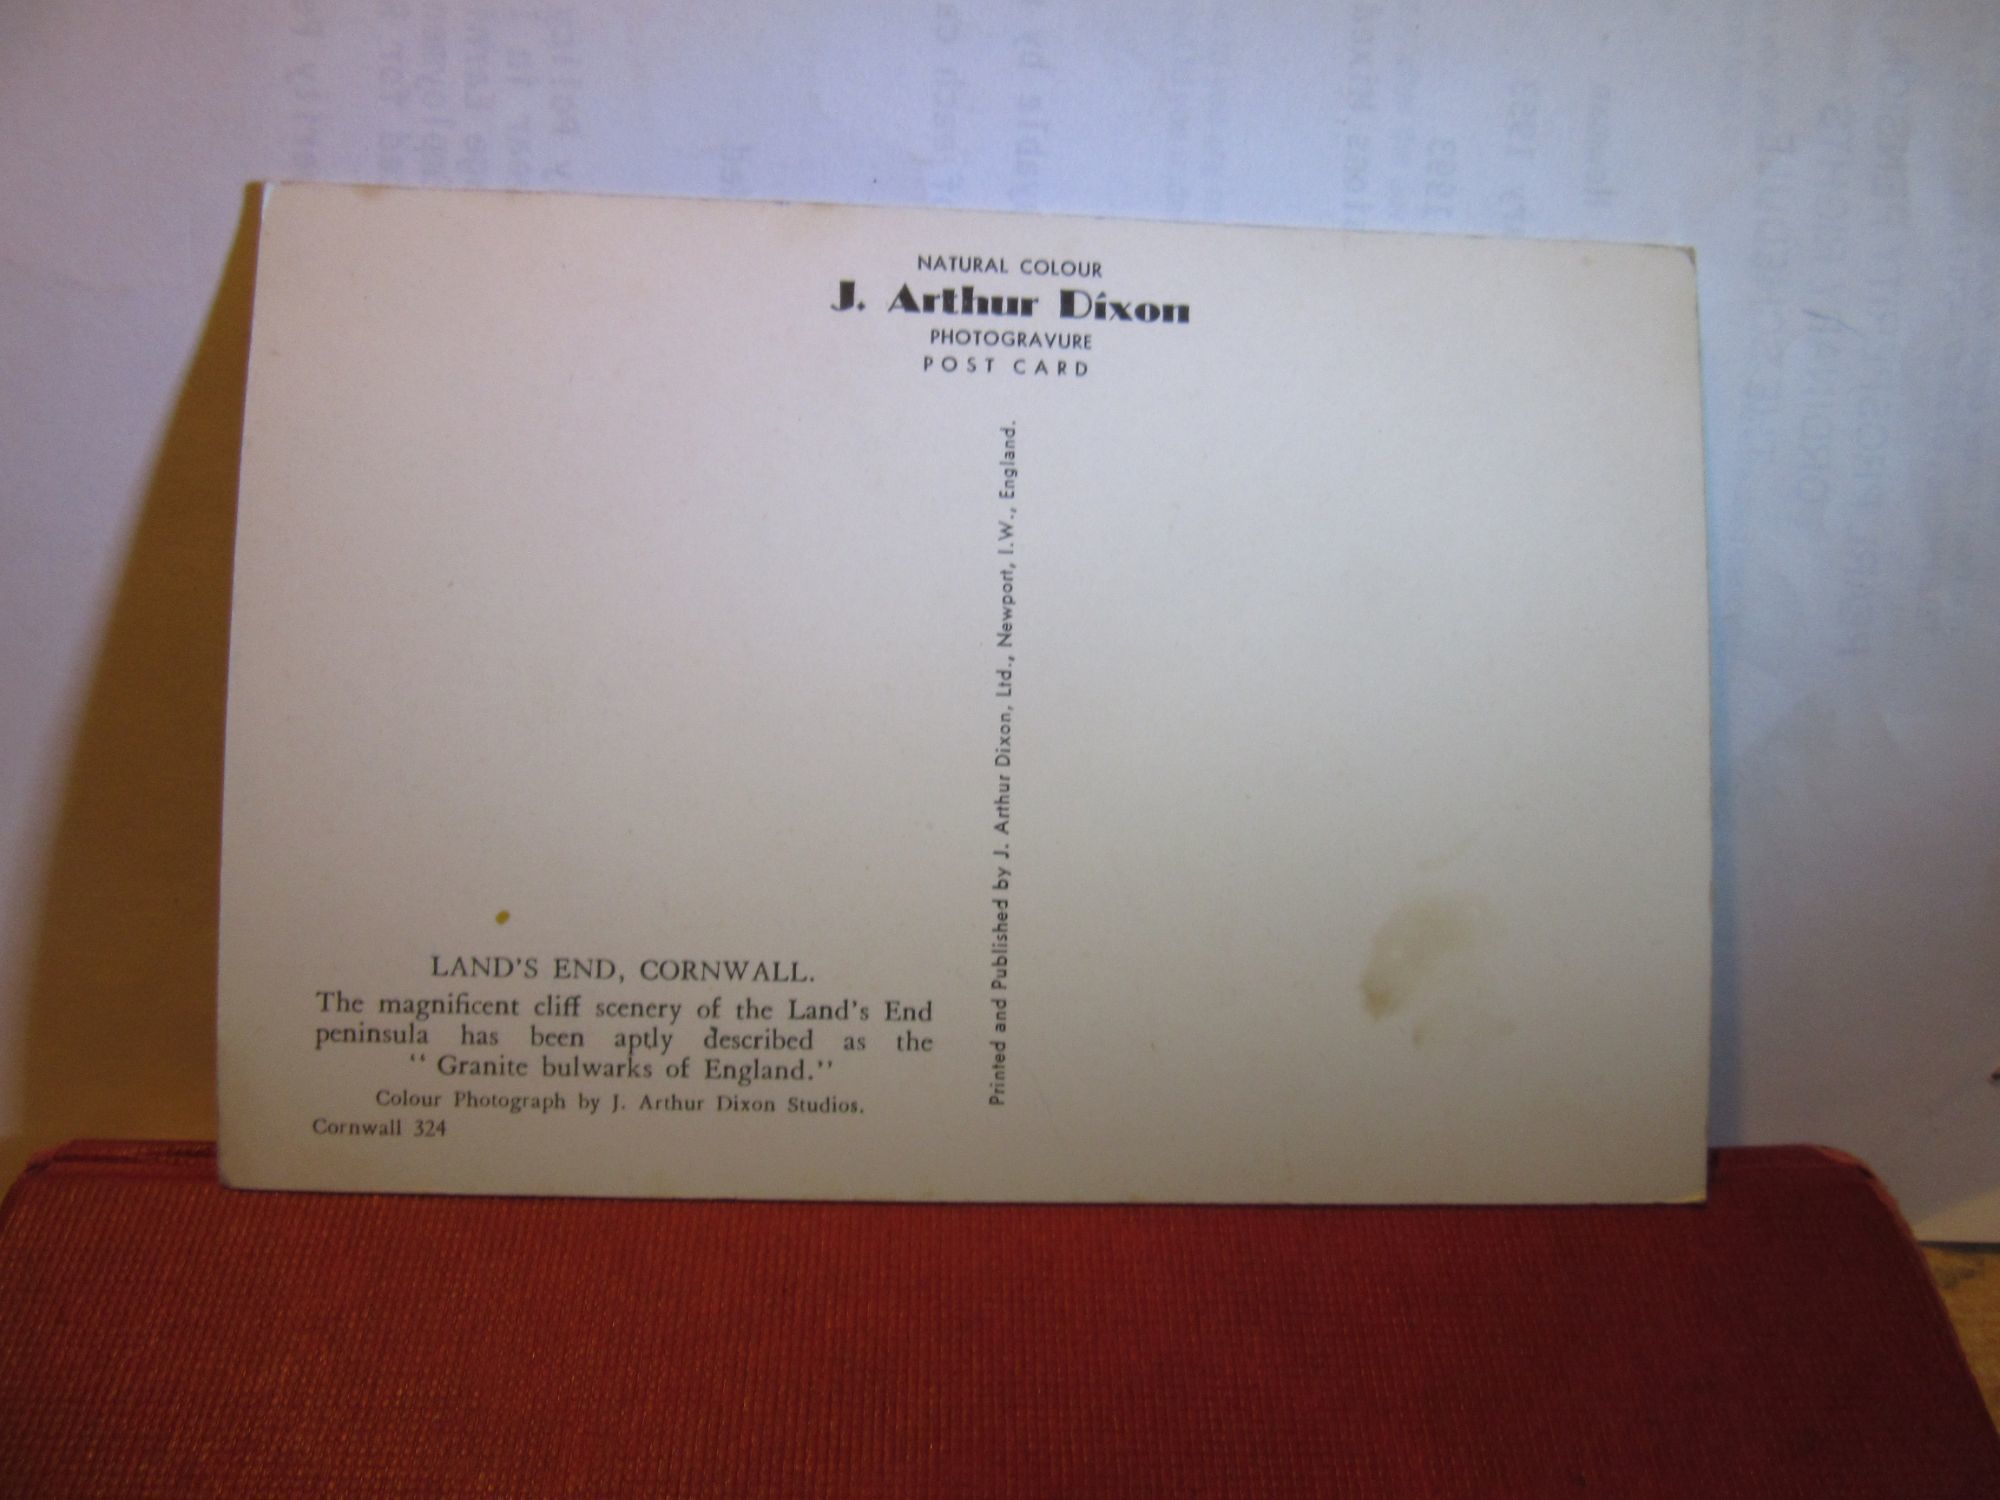 NATURAL COLOUR
J. Arthur Dixon
PHOTOGRAVURE
POST CARD
Printed and Published by J. Arthur Dixon, Ltd., Newport, I.W., England.
LAND'S END, CORNWALL.
The magnificent cliff scenery of the Land's End
peninsula has been aptly described as the
“ Granite bulwarks of England.”
Colour Photograph by J. Arthur Dixon Studios.
Cornwall 324